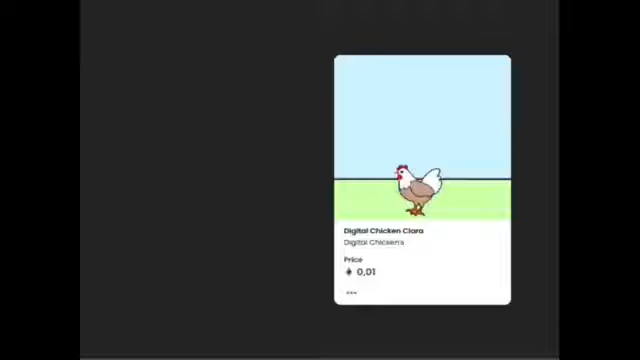 Digital Chicken Clara
Digital Chicken's
Price
0,01
...